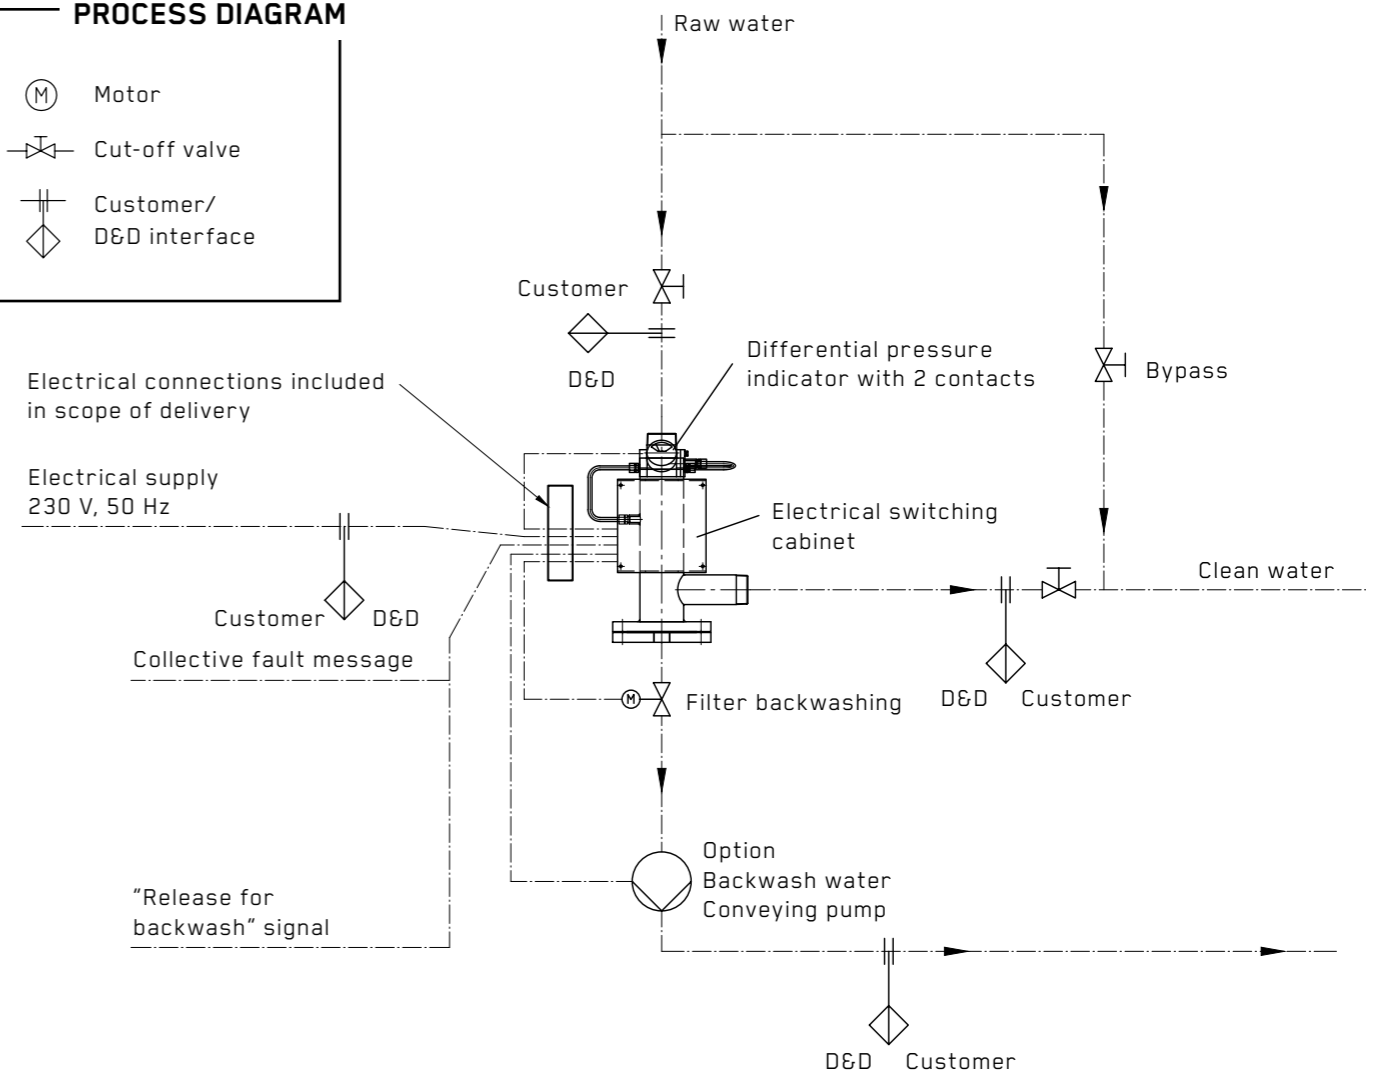 PROCESS DIAGRAM
M Motor
Cut-off valve
Customer/
D&D interface
Raw water
Customer
D&D
Differential pressure
indicator with 2 contacts
Bypass
Electrical connections included
in scope of delivery
Electrical supply
230 V, 50 Hz
Electrical switching
cabinet
Clean water
Customer D&D
Collective fault message
M
Filter backwashing
D&D Customer
Option
Backwash water
Conveying pump
"Release for
backwash" signal
D&D Customer